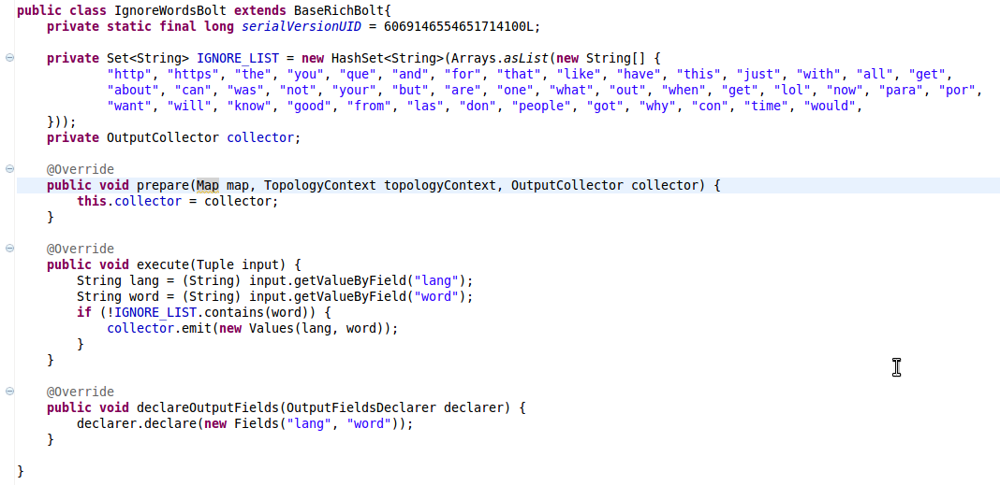 public class IgnoreWordsBolt extends BaseRichBolt{
    private static final long serialVersionUID = 6069146554651714100L;

    private Set<String> IGNORE_LIST = new HashSet<String>(Arrays.asList(new String[] {
            "http", "https", "the", "you", "que", "and", "for", "that", "like", "have", "this", "just", "with", "all", "get",
            "about", "can", "was", "not", "your", "but", "are", "one", "what", "out", "when", "get", "lol", "now", "para", "por",
            "want", "will", "know", "good", "from", "las", "don", "people", "got", "why", "con", "time", "would",
    }));
    private OutputCollector collector;

    @Override
    public void prepare(Map map, TopologyContext topologyContext, OutputCollector collector) {
        this.collector = collector;
    }

    @Override
    public void execute(Tuple input) {
        String lang = (String) input.getValueByField("lang");
        String word = (String) input.getValueByField("word");
        if (!IGNORE_LIST.contains(word)) {
            collector.emit(new Values(lang, word));
        }
    }

    @Override
    public void declareOutputFields(OutputFieldsDeclarer declarer) {
        declarer.declare(new Fields("lang", "word"));
    }

}